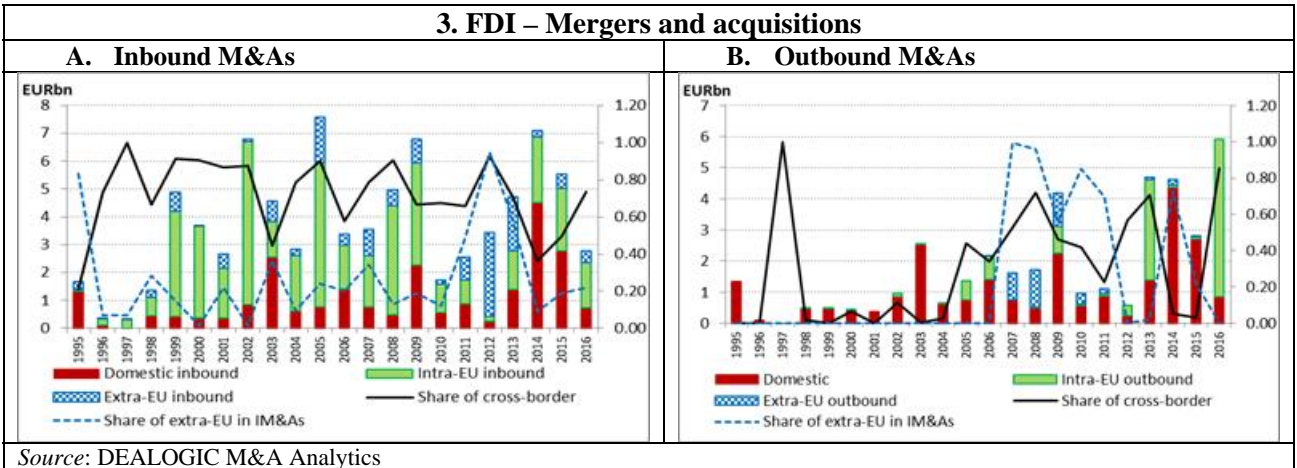 3. FDI – Mergers and acquisitions
A. Inbound M&As
B. Outbound M&As
EURbn
8
7
6
5
4
3
2
1
0
1.20
1.00
0.80
0.60
0.40
0.20
0.00
1995 1996 1997 1998 1999 2000 2001 2002 2003 2004 2005 2006 2007 2008 2009 2010 2011 2012 2013 2014 2015 2016
Domestic inbound Intra-EU inbound
Extra-EU inbound Share of cross-border
Share of extra-EU in IM&As
EURbn
7
6
5
4
3
2
1
0
1.20
1.00
0.80
0.60
0.40
0.20
0.00
1995 1996 1997 1998 1999 2000 2001 2002 2003 2004 2005 2006 2007 2008 2009 2010 2011 2012 2013 2014 2015 2016
Domestic Intra-EU outbound
Extra-EU outbound Share of cross-border
Share of extra-EU in IM&As
Source: DEALOGIC M&A Analytics